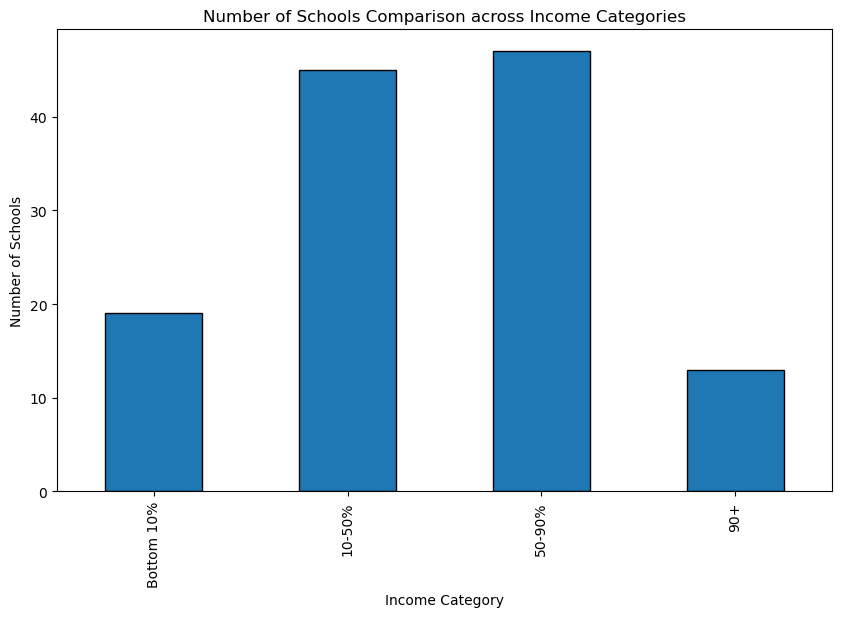 Number of Schools Comparison across Income Categories
Number of Schools
40
30
20
10
0
Bottom 10%
10-50%
50-90%
90+
Income Category